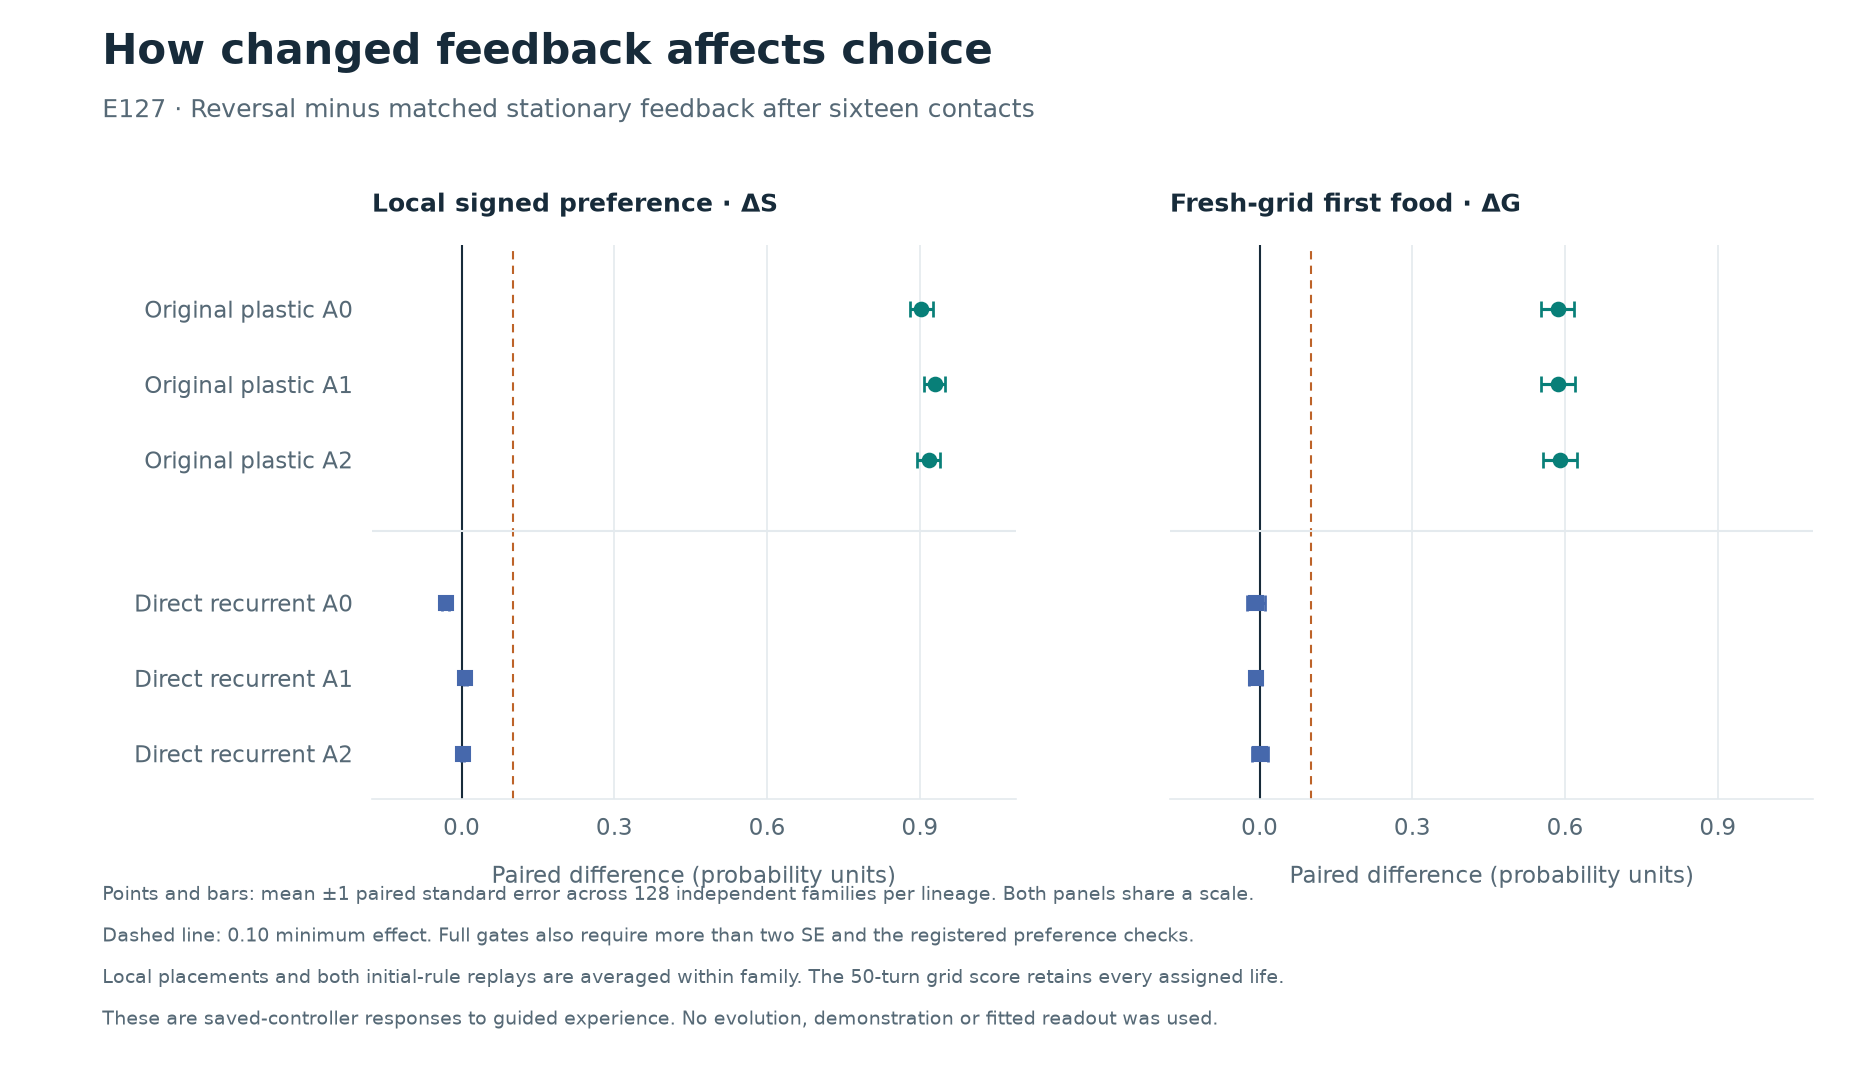 How changed feedback affects choice
E127 · Reversal minus matched stationary feedback after sixteen contacts
Local signed preference · ΔS
Fresh-grid first food · ΔG
Original plastic A0
Original plastic A1
Original plastic A2
Direct recurrent A0
Direct recurrent A1
Direct recurrent A2
0.0 0.3 0.6 0.9
0.0 0.3 0.6 0.9
Paired difference (probability units)
Paired difference (probability units)
Points and bars: mean ±1 paired standard error across 128 independent families per lineage. Both panels share a scale.
Dashed line: 0.10 minimum effect. Full gates also require more than two SE and the registered preference checks.
Local placements and both initial-rule replays are averaged within family. The 50-turn grid score retains every assigned life.
These are saved-controller responses to guided experience. No evolution, demonstration or fitted readout was used.